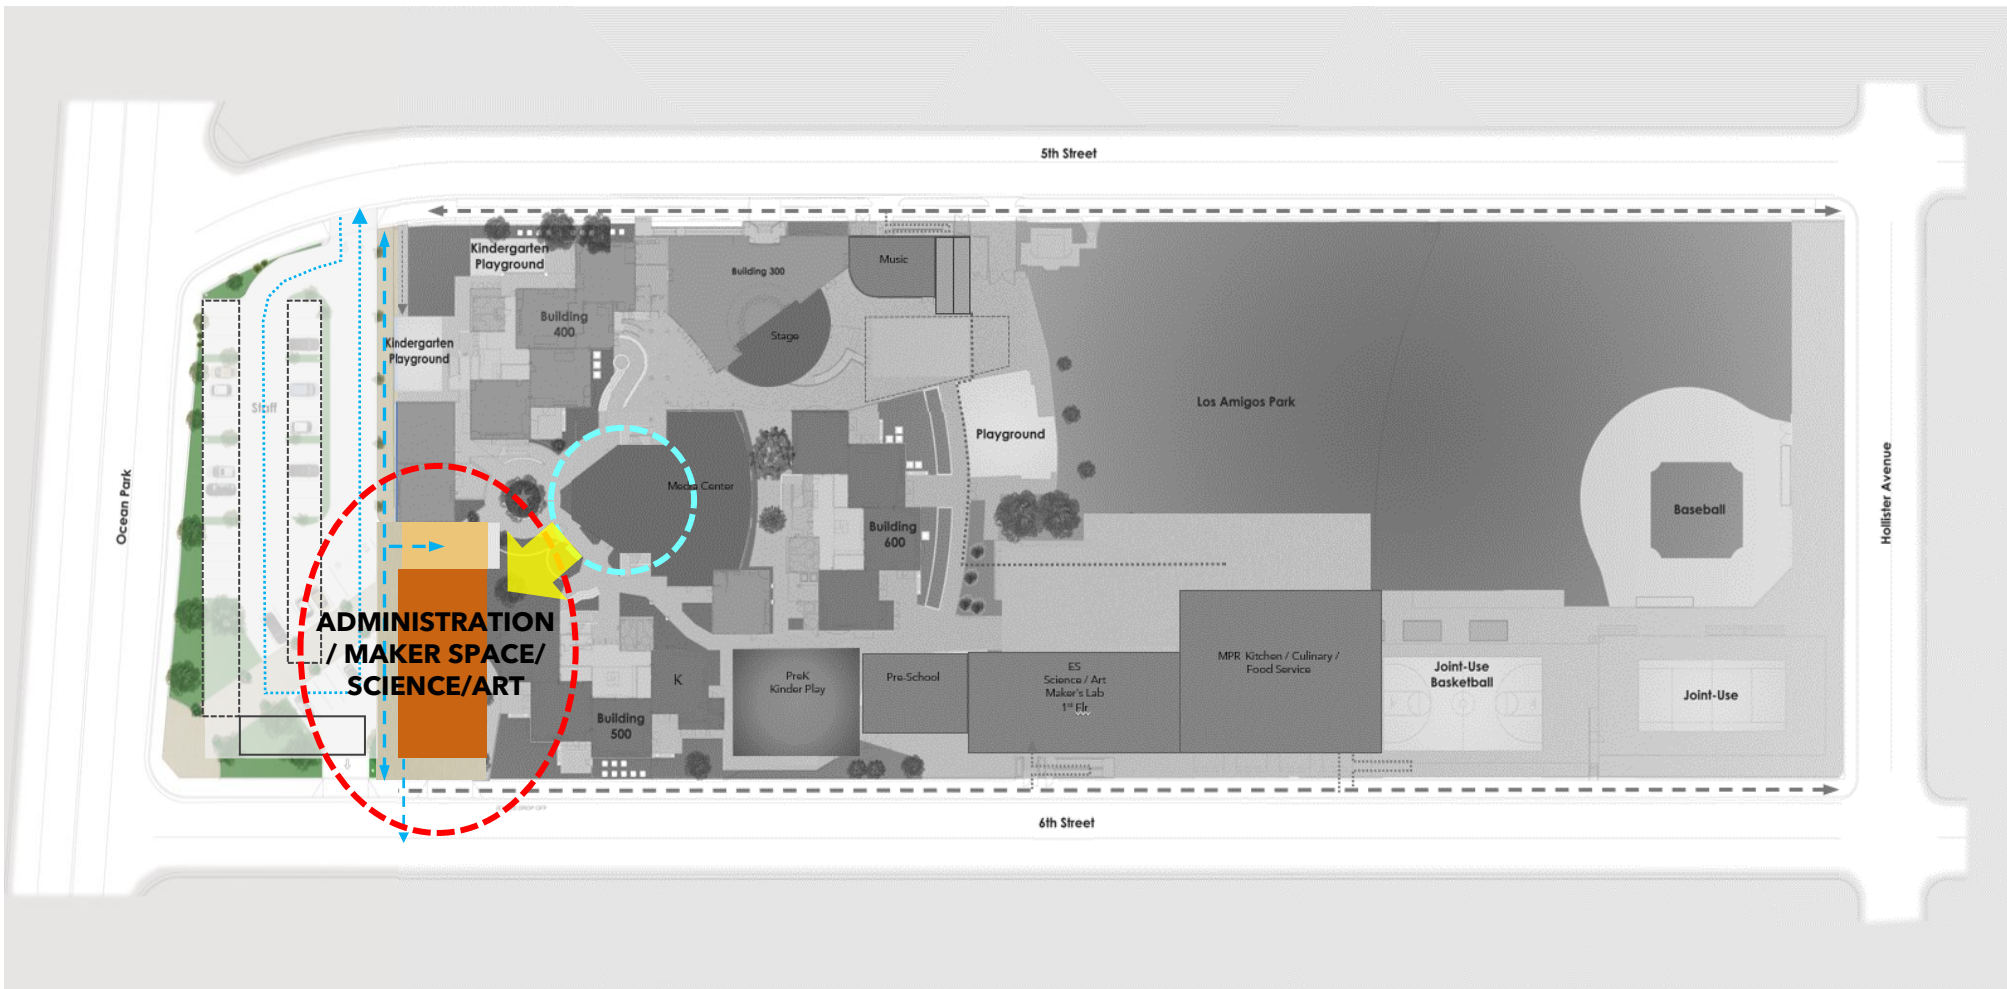 5th Street
Kindergarten
Playground
Building 300
Music
Building
400
Stage
Kindergarten
Playground
Staff
Los Amigos Park
Playground
Ocean Park
Media Center
Building
600
Baseball
Hollister Avenue
ADMINISTRATION
/ MAKER SPACE/
SCIENCE/ART
K
PreK
Kinder Play
Pre-School
ES
Science / Art
Maker's Lab
1st Flr.
MPR Kitchen / Culinary /
Food Service
Joint-Use
Basketball
Joint-Use
Building
500
6th Street